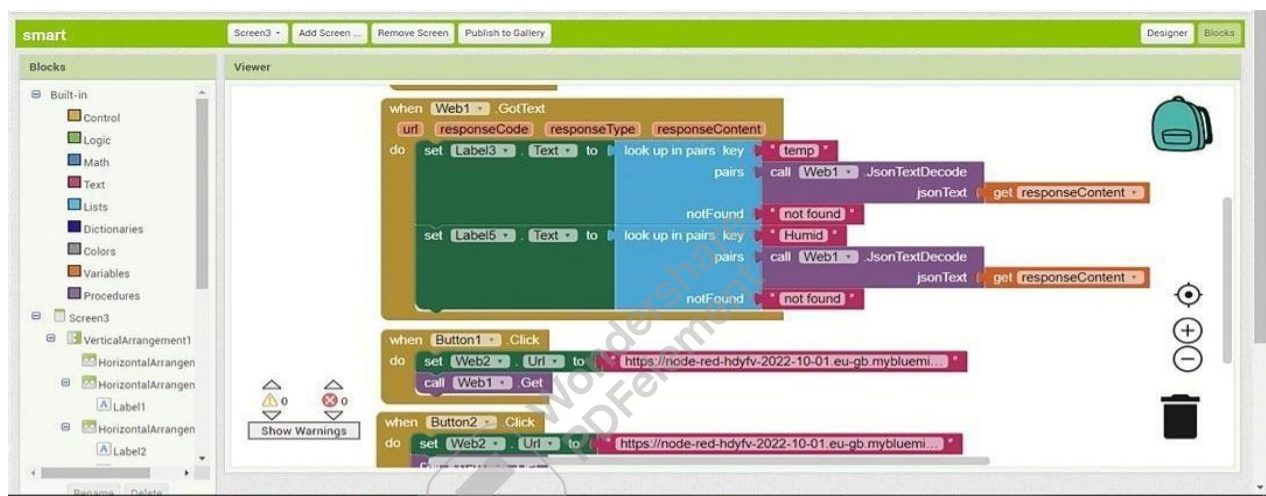 smart Screen3 Add Screen ... Remove Screen Publish to Gallery Designer Blocks
Blocks
Viewer
Built-in
Control
Logic
Math
Text
Lists
Dictionaries
Colors
Variables
Procedures
Screen3
VerticalArrangement1
HorizontalArrangen
HorizontalArrangen
Label1
HorizontalArrangen
Label2
Rename Delete
when Web1 .GotText
url responseCode responseType responseContent
do set Label3 . Text to look up in pairs key " temp "
pairs call Web1 .JsonTextDecode
jsonText get responseContent
notFound " not found "
set Label5 . Text to look up in pairs key " Humid "
pairs call Web1 .JsonTextDecode
jsonText get responseContent
notFound " not found "
when Button1 .Click
do set Web2 . Url to " https://node-red-hdyfv-2022-10-01.eu-gb.mybluemi... "
call Web1 .Get
when Button2 .Click
do set Web2 . Url to " https://node-red-hdyfv-2022-10-01.eu-gb.mybluemi... "
0 0
Show Warnings
Wondershare
PDFelement